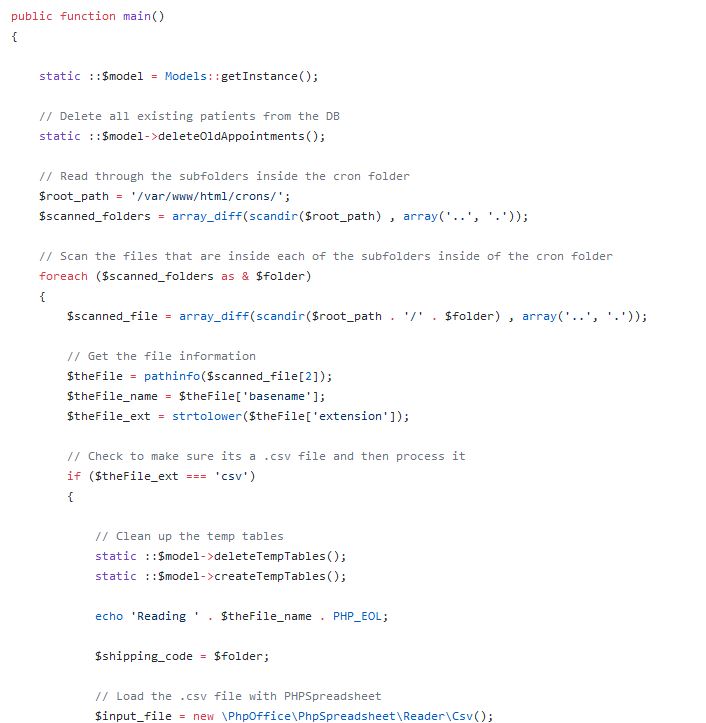 public function main()
{
static ::$model = Models::getInstance();
// Delete all existing patients from the DB
static ::$model->deleteOldAppointments();
// Read through the subfolders inside the cron folder
$root_path = '/var/www/html/crons/';
$scanned_folders = array_diff(scandir($root_path) , array('..', '.'));
// Scan the files that are inside each of the subfolders inside of the cron folder
foreach ($scanned_folders as & $folder)
{
$scanned_file = array_diff(scandir($root_path . '/' . $folder) , array('..', '.'));
// Get the file information
$theFile = pathinfo($scanned_file[2]);
$theFile_name = $theFile['basename'];
$theFile_ext = strtolower($theFile['extension']);
// Check to make sure its a .csv file and then process it
if ($theFile_ext === 'csv')
{
// Clean up the temp tables
static ::$model->deleteTempTables();
static ::$model->createTempTables();
echo 'Reading ' . $theFile_name . PHP_EOL;
$shipping_code = $folder;
// Load the .csv file with PHPSpreadsheet
$input_file = new \PhpOffice\PhpSpreadsheet\Reader\Csv();